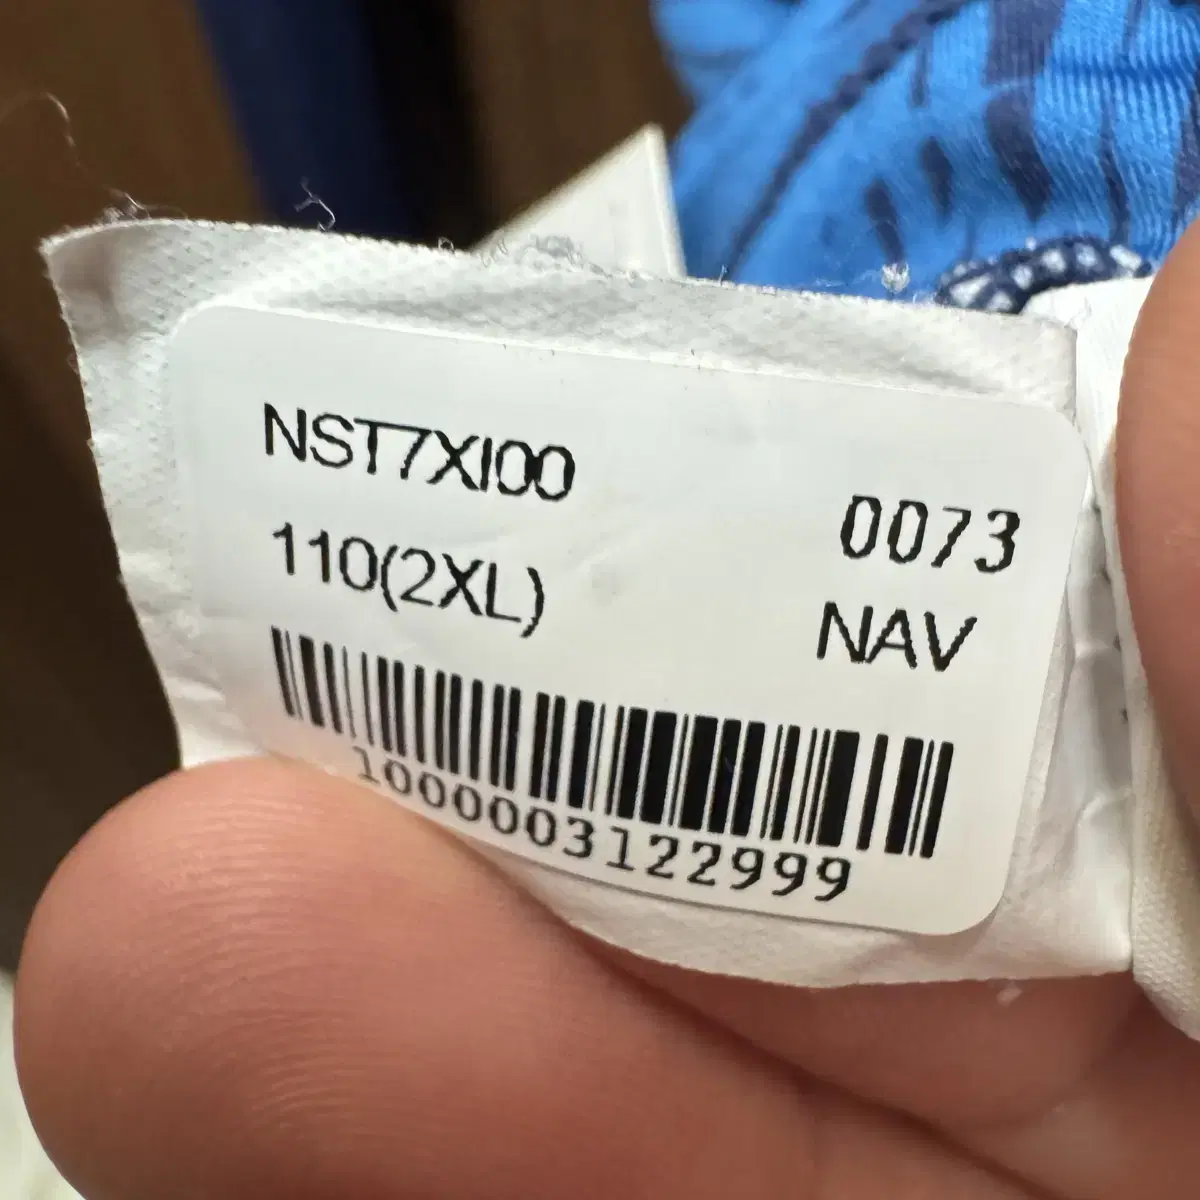 NST7XI00
0073
110(2XL)
NAV
1000003122999